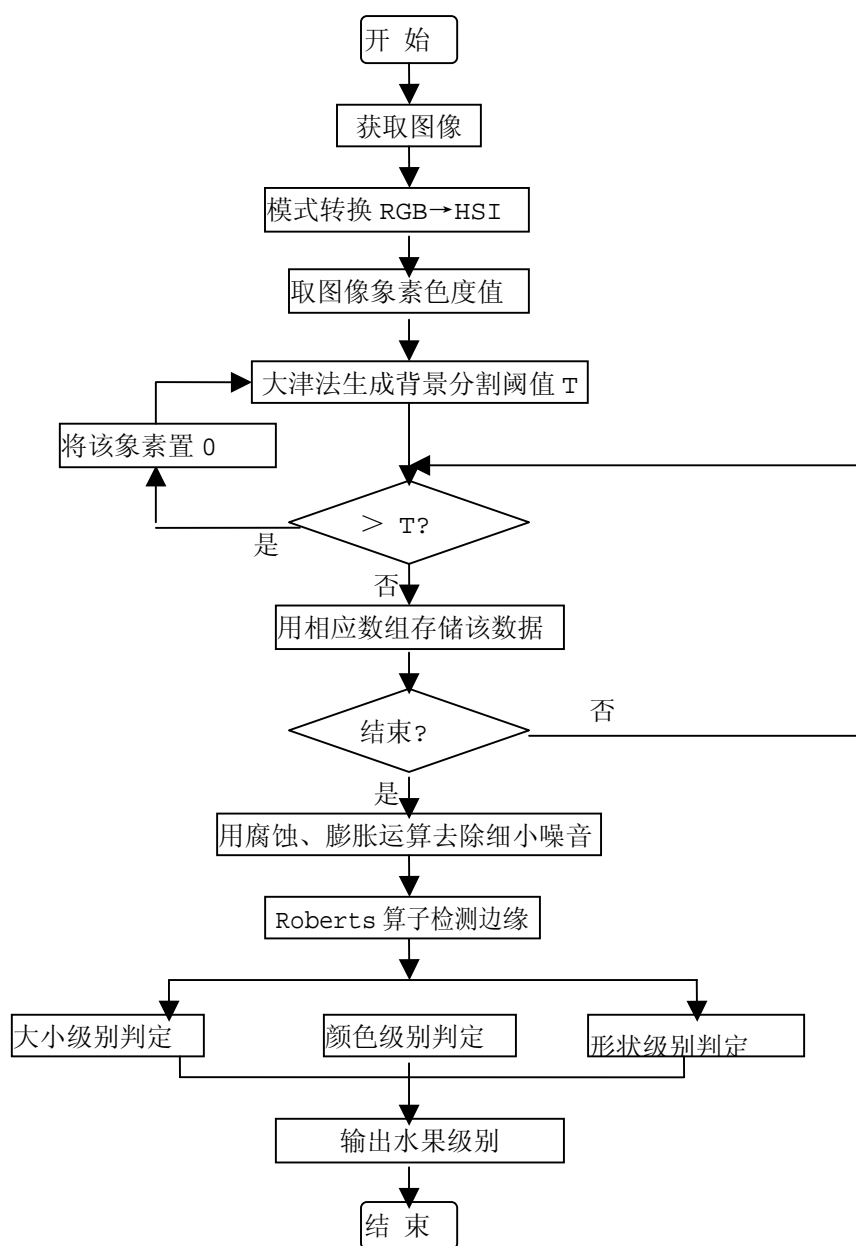 开 始
获取图像
模式转换 RGB→HSI
取图像象素色度值
大津法生成背景分割阈值 T
将该象素置 0
＞ T?
是
否
用相应数组存储该数据
结束?
否
是
用腐蚀、膨胀运算去除细小噪音
Roberts 算子检测边缘
大小级别判定
颜色级别判定
形状级别判定
输出水果级别
结 束